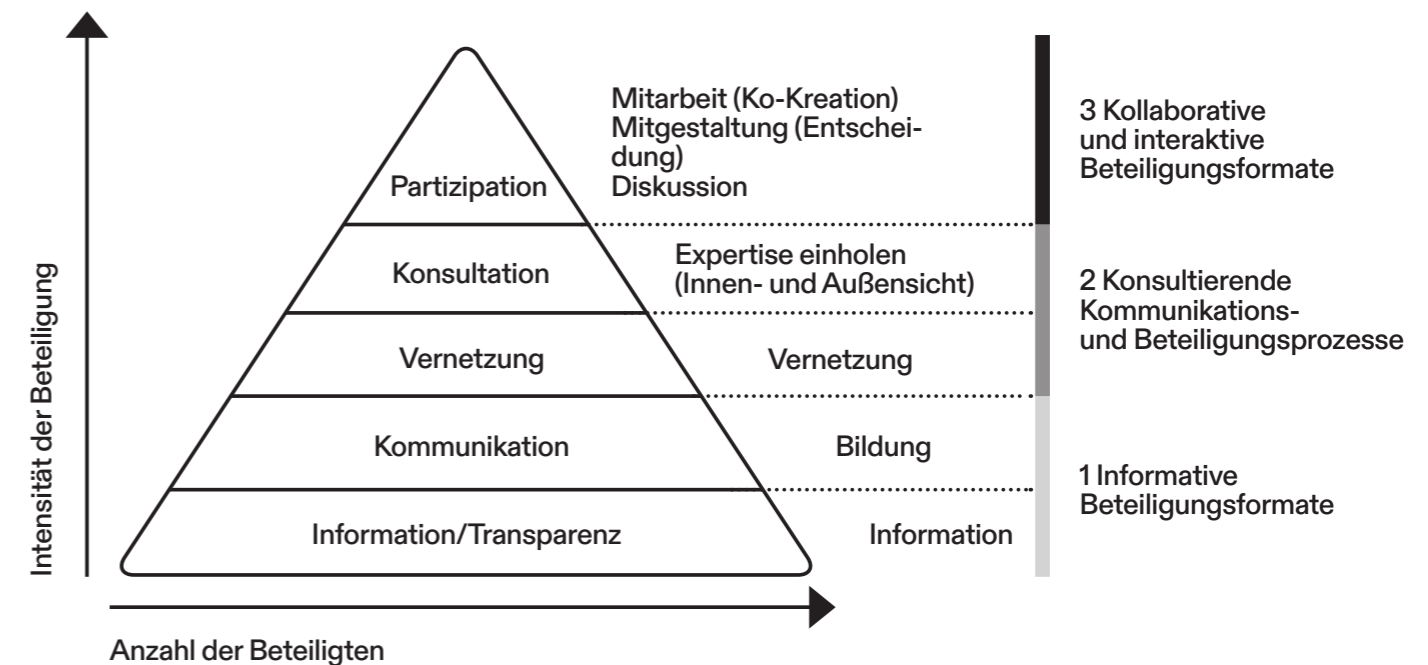 Intensität der Beteiligung
Partizipation
Mitarbeit (Ko-Kreation)
Mitgestaltung (Entschei-
dung)
Diskussion
3 Kollaborative
und interaktive
Beteiligungsformate
Konsultation
Expertise einholen
(Innen- und Außensicht)
2 Konsultierende
Kommunikations-
und Beteiligungsprozesse
Vernetzung
Vernetzung
Kommunikation
Bildung
1 Informative
Beteiligungsformate
Information/Transparenz
Information
Anzahl der Beteiligten